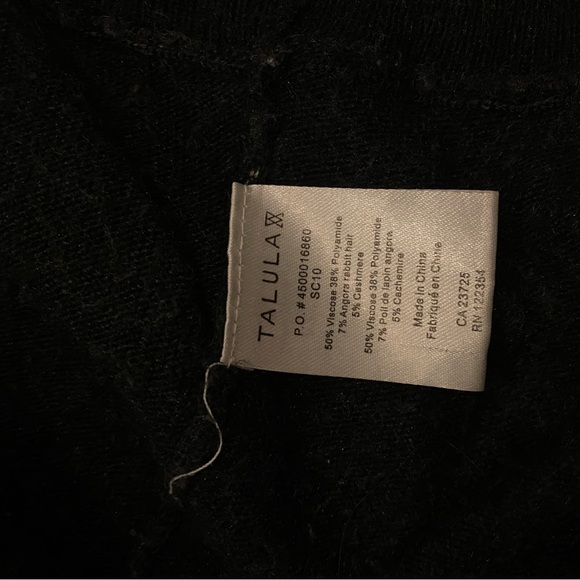 TALULA
P.O. # 4500016860
SC10
50% Viscose 38% Polyamide
7% Angora rabbit hair
5% Cashmere
50% Viscose 38% Polyamide
7% Poil de lapin angora
5% Cachemire
Made in China
Fabriqué en Chine
CA 23725
RN 122354